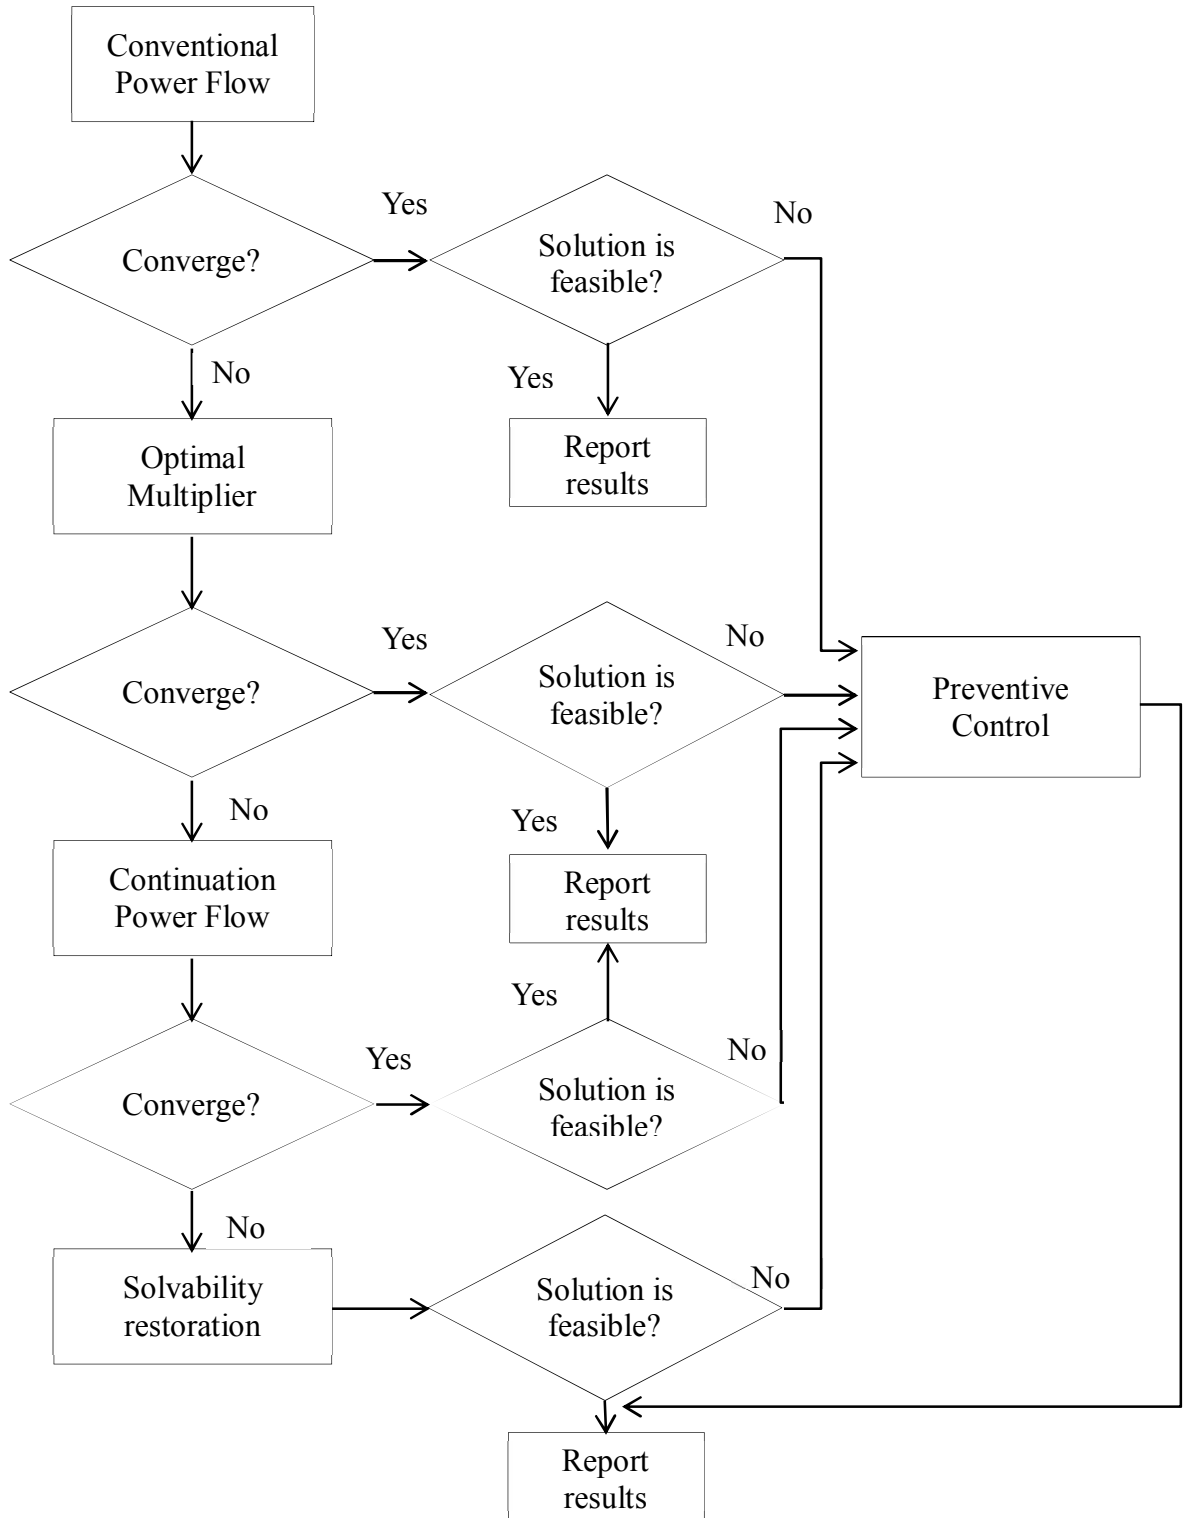 Conventional
Power Flow
Converge?
Yes
Solution is
feasible?
No
No
Yes
Optimal
Multiplier
Report
results
Converge?
Yes
Solution is
feasible?
No
Preventive
Control
No
Yes
Continuation
Power Flow
Report
results
Yes
Converge?
Yes
Solution is
feasible?
No
No
Solvability
restoration
Solution is
feasible?
No
Report
results